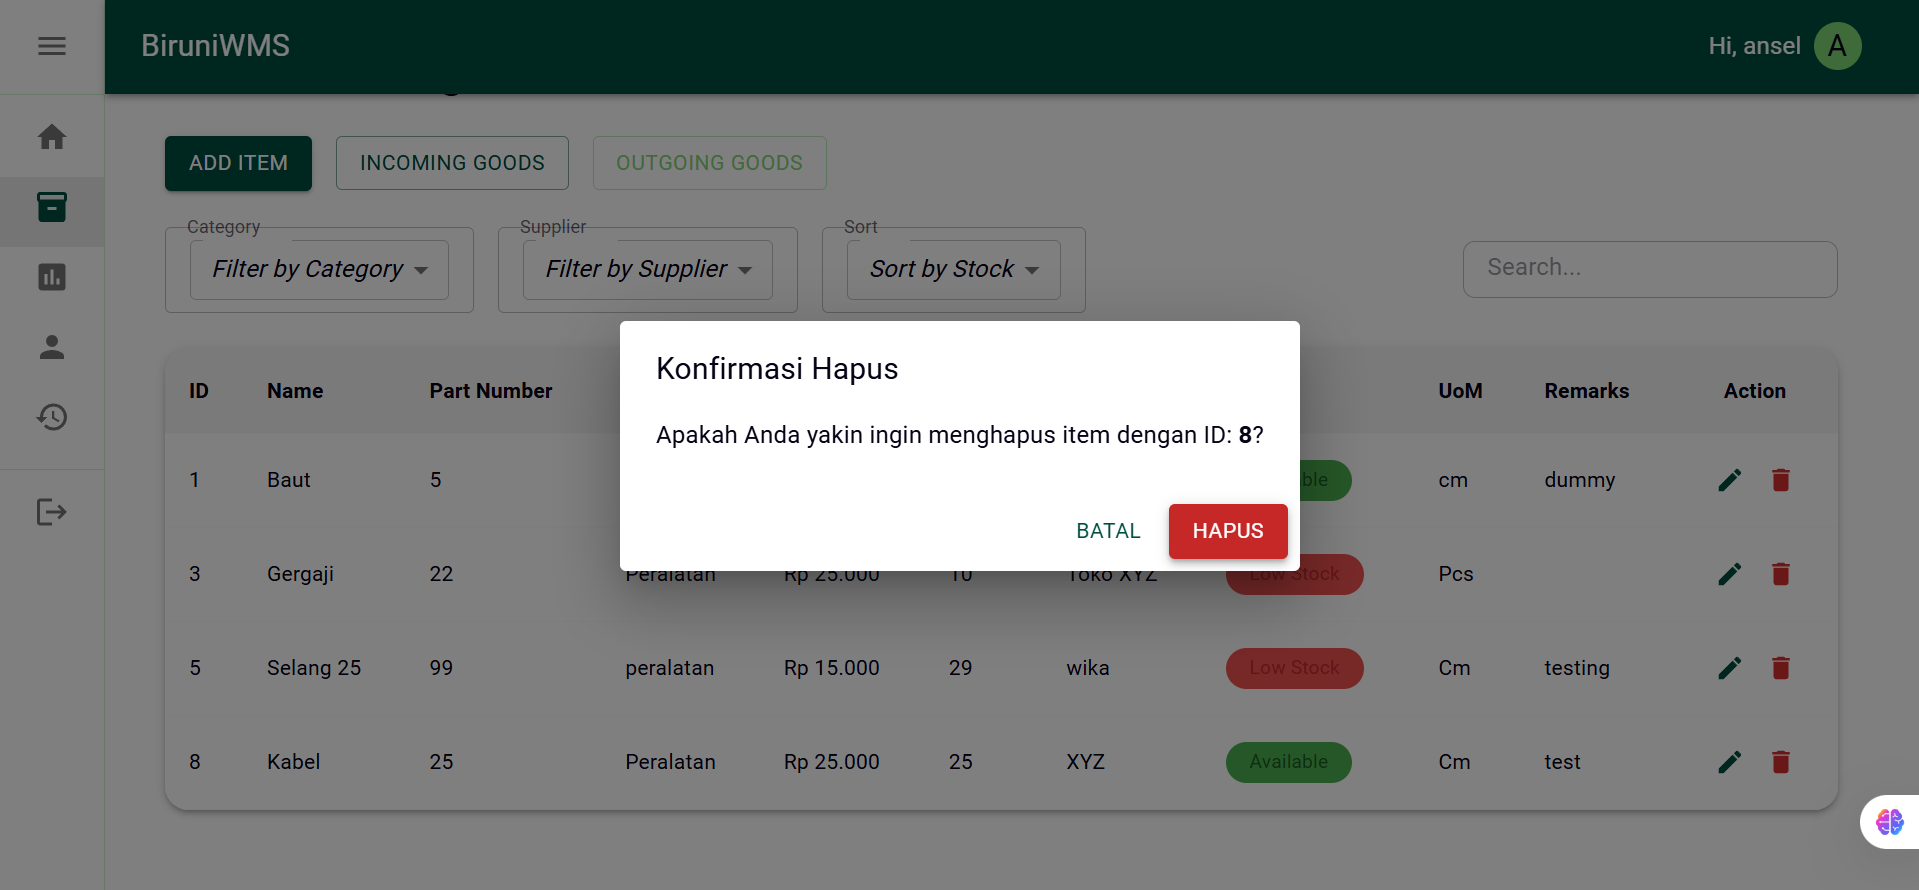 BiruniWMS
Hi, ansel A
ADD ITEM INCOMING GOODS OUTGOING GOODS
Category Supplier Sort
Filter by Category Filter by Supplier Sort by Stock Search...
Konfirmasi Hapus
Apakah Anda yakin ingin menghapus item dengan ID: 8?
BATAL HAPUS
ID Name Part Number UoM Remarks Action
1 Baut 5 ble cm dummy
3 Gergaji 22 Peralatan Rp 25.000 10 Toko XYZ Low Stock Pcs
5 Selang 25 99 peralatan Rp 15.000 29 wika Low Stock Cm testing
8 Kabel 25 Peralatan Rp 25.000 25 XYZ Available Cm test